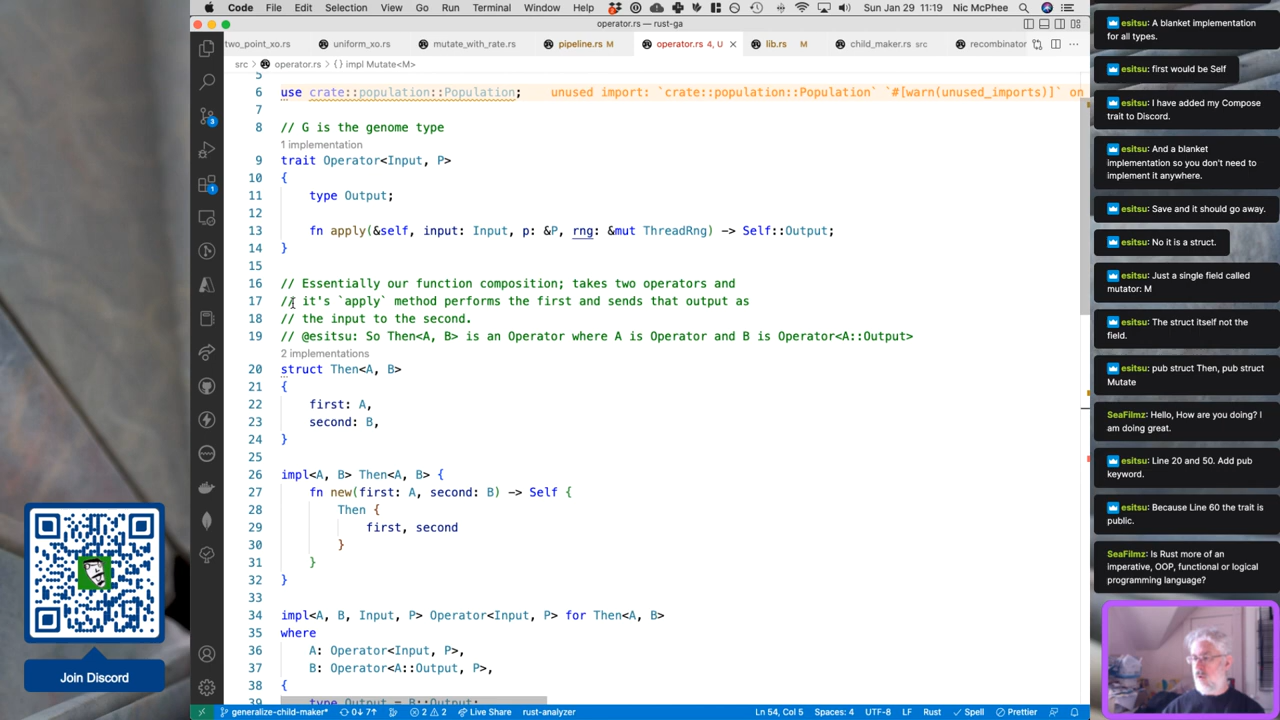 Code File Edit Selection View Go Run Terminal Window Help Sun Jan 29 11:19 Nic McPhee
operator.rs — rust-ga
two_point_xo.rs uniform_xo.rs mutate_with_rate.rs pipeline.rs M operator.rs 4, U lib.rs M child_maker.rs src recombinator
src > operator.rs > { } impl Mutate<M>
5
6 use crate::population::Population; unused import: `crate::population::Population` `#[warn(unused_imports)]` on
7
8 // G is the genome type
1 implementation
9 trait Operator<Input, P>
10 {
11 type Output;
12
13 fn apply(&self, input: Input, p: &P, rng: &mut ThreadRng) -> Self::Output;
14 }
15
16 // Essentially our function composition; takes two operators and
17 // it's `apply` method performs the first and sends that output as
18 // the input to the second.
19 // @esitsu: So Then<A, B> is an Operator where A is Operator and B is Operator<A::Output>
2 implementations
20 struct Then<A, B>
21 {
22 first: A,
23 second: B,
24 }
25
26 impl<A, B> Then<A, B> {
27 fn new(first: A, second: B) -> Self {
28 Then {
29 first, second
30 }
31 }
32 }
33
34 impl<A, B, Input, P> Operator<Input, P> for Then<A, B>
35 where
36 A: Operator<Input, P>,
37 B: Operator<A::Output, P>,
38 {
39 type Output = B::Output;
generalize-child-maker* 0↓ 7↑ 2 2 Live Share rust-analyzer Ln 54, Col 5 Spaces: 4 UTF-8 LF Rust Spell Prettier
3
1
Join Discord
esitsu: A blanket implementation
for all types.
esitsu: first would be Self
esitsu: I have added my Compose
trait to Discord.
esitsu: And a blanket
implementation so you don't need to
implement it anywhere.
esitsu: Save and it should go away.
esitsu: No it is a struct.
esitsu: Just a single field called
mutator: M
esitsu: The struct itself not the
field.
esitsu: pub struct Then, pub struct
Mutate
SeaFilmz: Hello, How are you doing? I
am doing great.
esitsu: Line 20 and 50. Add pub
keyword.
esitsu: Because Line 60 the trait is
public.
SeaFilmz: Is Rust more of an
imperative, OOP, functional or logical
programming language?